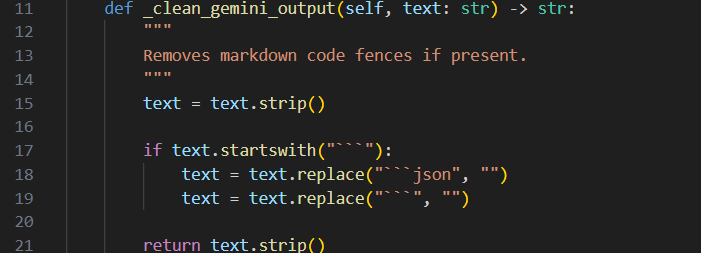 11 def _clean_gemini_output(self, text: str) -> str:
12 """
13 Removes markdown code fences if present.
14 """
15 text = text.strip()
16
17 if text.startswith("```"):
18 text = text.replace("```json", "")
19 text = text.replace("```", "")
20
21 return text.strip()